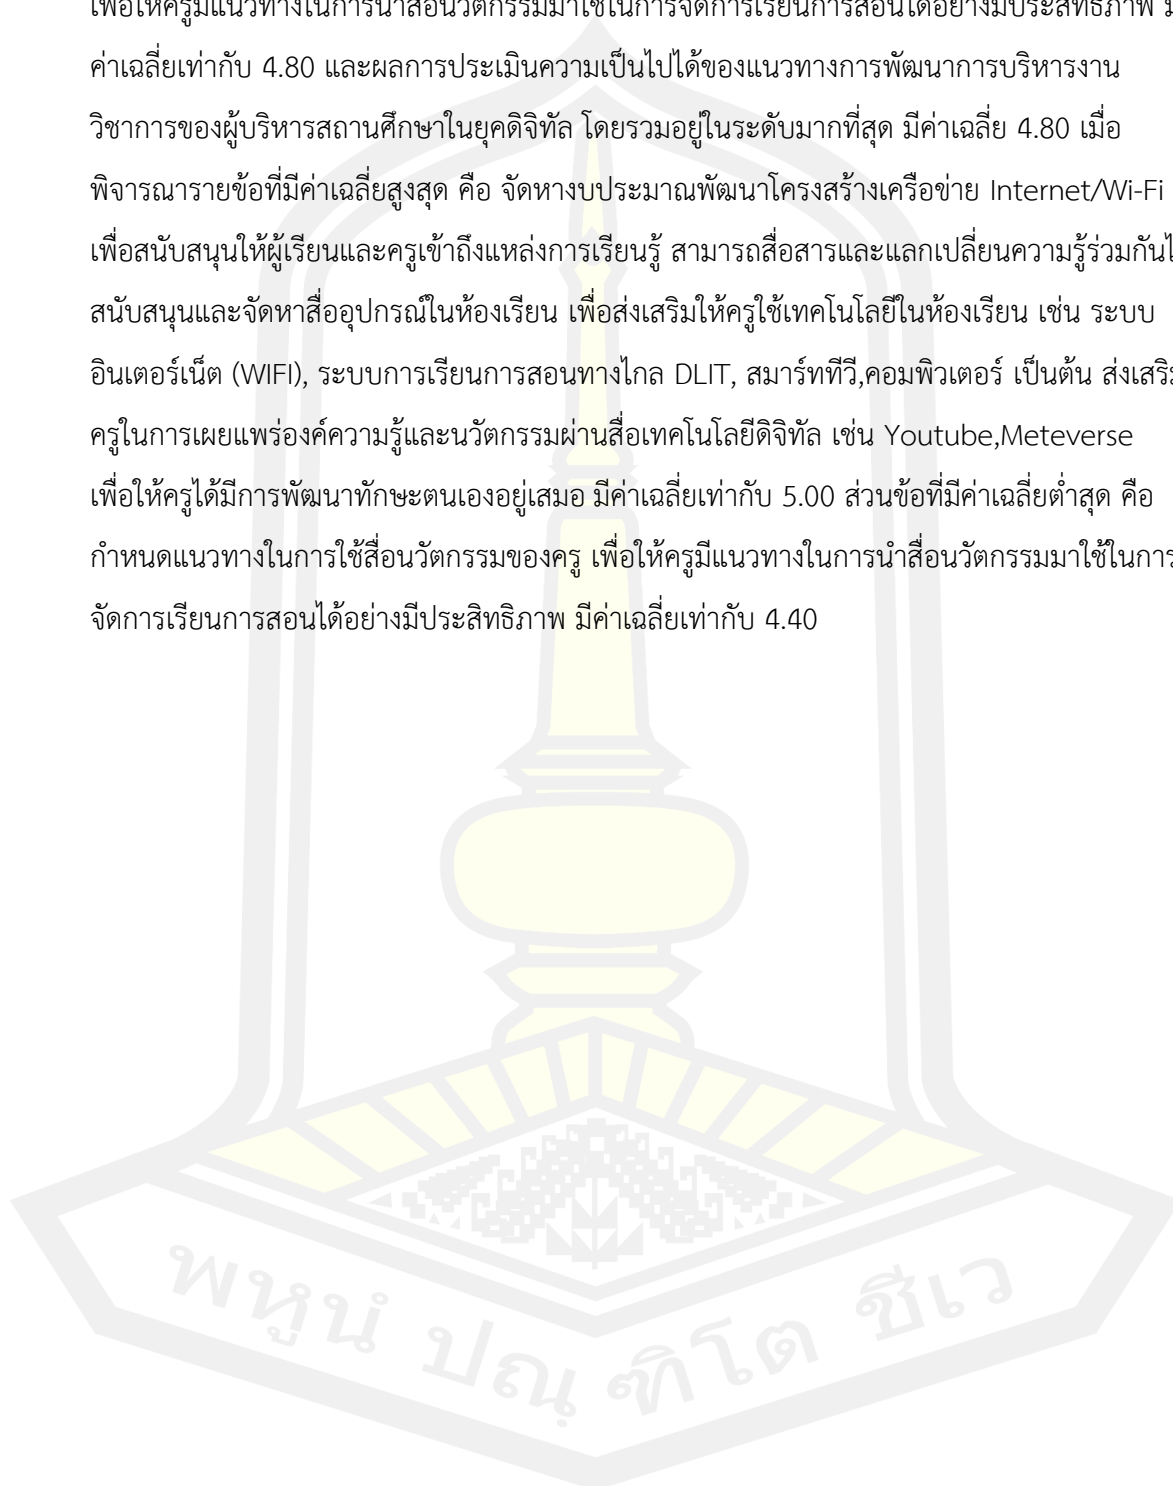 เพื่อให้ครูมีแนวทางในการนำสื่อนวัตกรรมมาใช้ในการจัดการเรียนการสอนได้อย่างมีประสิทธิภาพ
ค่าเฉลี่ยเท่ากับ 4.80 และผลการประเมินความเป็นไปได้ของแนวทางการพัฒนาการบริหารงาน
วิชาการของผู้บริหารสถานศึกษาในยุคดิจิทัล โดยรวมอยู่ในระดับมากที่สุด มีค่าเฉลี่ย 4.80 เมื่อ
พิจารณารายข้อที่มีค่าเฉลี่ยสูงสุด คือ จัดหางบประมาณพัฒนาโครงสร้างเครือข่าย Internet/Wi-Fi
เพื่อสนับสนุนให้ผู้เรียนและครูเข้าถึงแหล่งการเรียนรู้ สามารถสื่อสารและแลกเปลี่ยนความรู้ร่วมกัน
สนับสนุนและจัดหาสื่ออุปกรณ์ในห้องเรียน เพื่อส่งเสริมให้ครูใช้เทคโนโลยีในห้องเรียน เช่น ระบบ
อินเตอร์เน็ต (WIFI), ระบบการเรียนการสอนทางไกล DLIT, สมาร์ททีวี,คอมพิวเตอร์ เป็นต้น
ครูในการเผยแพร่องค์ความรู้และนวัตกรรมผ่านสื่อเทคโนโลยีดิจิทัล เช่น Youtube,Meteverse
เพื่อให้ครูได้มีการพัฒนาทักษะตนเองอยู่เสมอ มีค่าเฉลี่ยเท่ากับ 5.00 ส่วนข้อที่มีค่าเฉลี่ยต่ำสุด คือ
กำหนดแนวทางในการใช้สื่อนวัตกรรมของครู เพื่อให้ครูมีแนวทางในการนำสื่อนวัตกรรมมาใช้ในการ
จัดการเรียนการสอนได้อย่างมีประสิทธิภาพ มีค่าเฉลี่ยเท่ากับ 4.40
พหูนํ ปณฺฑิโต ชีเว